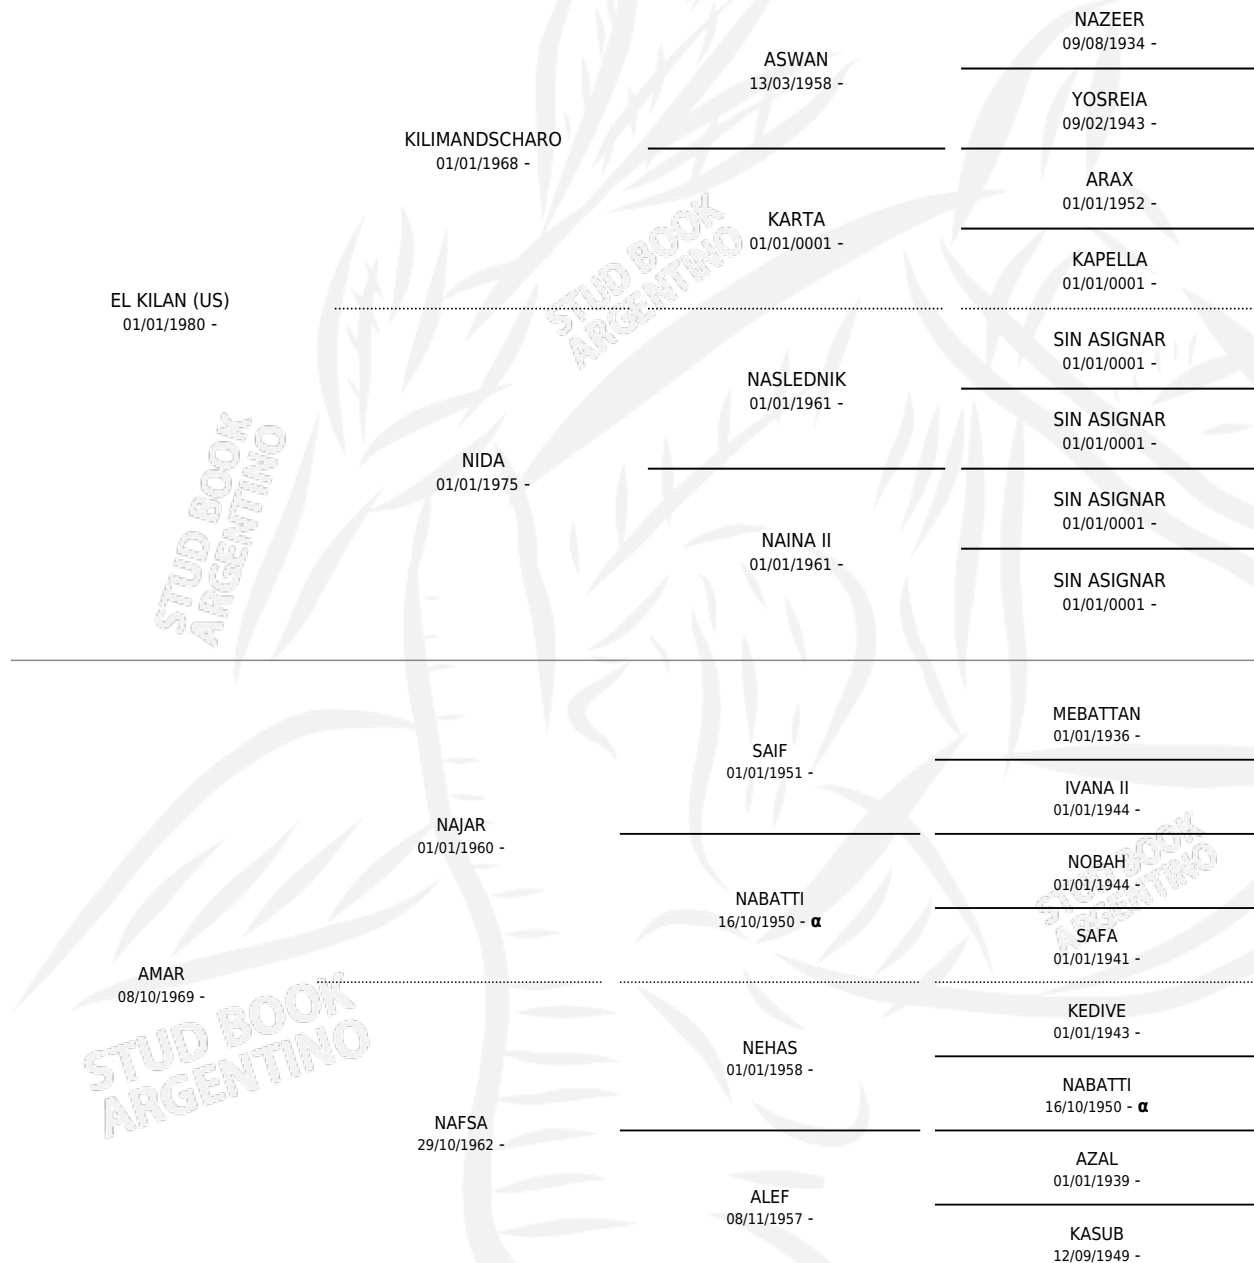 NAZEER
09/08/1934 -
ASWAN
13/03/1958 -
YOSREIA
09/02/1943 -
KILIMANDSCHARO
01/01/1968 -
ARAX
01/01/1952 -
KARTA
01/01/0001 -
KAPELLA
01/01/0001 -
STUD BOOK
ARGENTINO
EL KILAN (US)
01/01/1980 -
SIN ASIGNAR
01/01/0001 -
NASLEDNIK
01/01/1961 -
SIN ASIGNAR
01/01/0001 -
NIDA
01/01/1975 -
SIN ASIGNAR
01/01/0001 -
NAINA II
01/01/1961 -
SIN ASIGNAR
01/01/0001 -
STUD BOOK
ARGENTINO
MEBATTAN
01/01/1936 -
SAIF
01/01/1951 -
IVANA II
01/01/1944 -
NAJAR
01/01/1960 -
NOBAH
01/01/1944 -
NABATTI
16/10/1950 - α
SAFA
01/01/1941 -
STUD BOOK
ARGENTINO
AMAR
08/10/1969 -
KEDIVE
01/01/1943 -
NEHAS
01/01/1958 -
NABATTI
16/10/1950 - α
STUD BOOK
ARGENTINO
NAFSA
29/10/1962 -
AZAL
01/01/1939 -
ALEF
08/11/1957 -
KASUB
12/09/1949 -